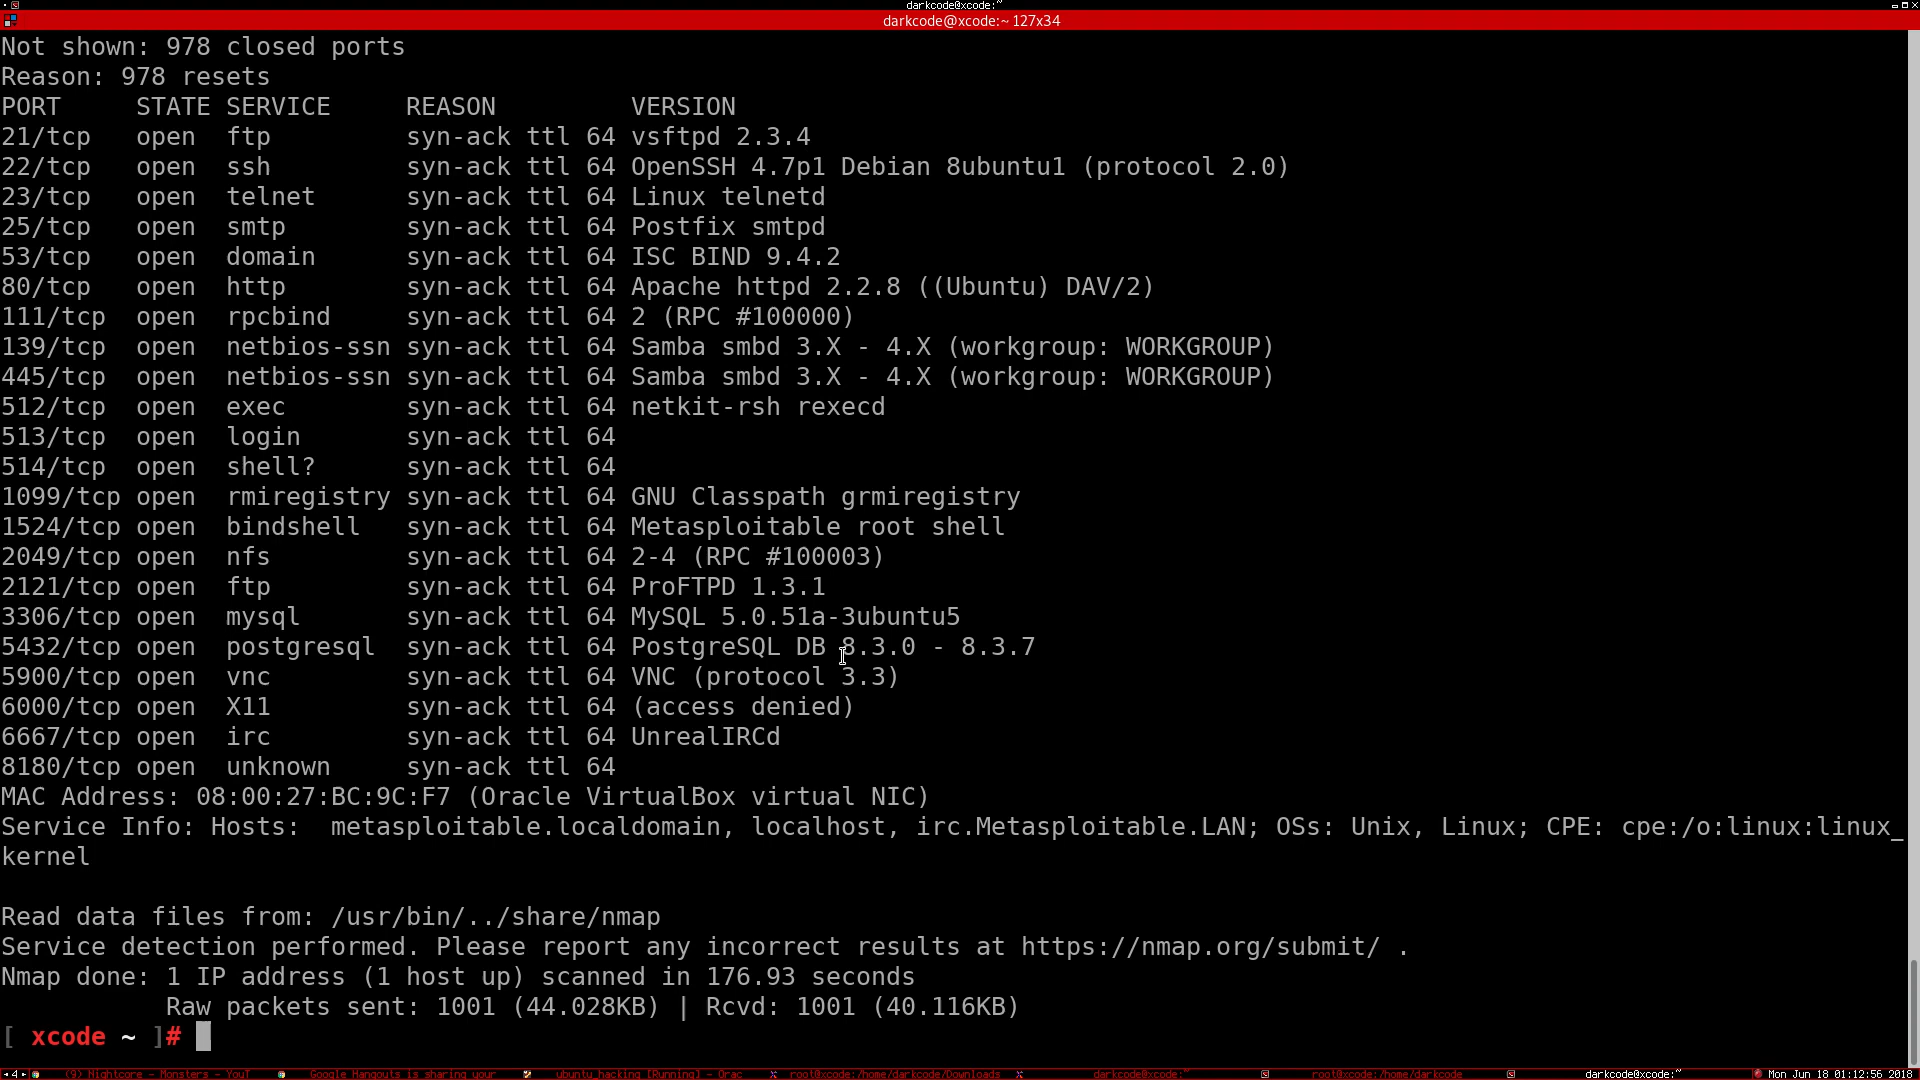 darkcode@xcode:~
darkcode@xcode:~ 127x34
Not shown: 978 closed ports
Reason: 978 resets
PORT     STATE SERVICE     REASON         VERSION
21/tcp   open  ftp         syn-ack ttl 64 vsftpd 2.3.4
22/tcp   open  ssh         syn-ack ttl 64 OpenSSH 4.7p1 Debian 8ubuntu1 (protocol 2.0)
23/tcp   open  telnet      syn-ack ttl 64 Linux telnetd
25/tcp   open  smtp        syn-ack ttl 64 Postfix smtpd
53/tcp   open  domain      syn-ack ttl 64 ISC BIND 9.4.2
80/tcp   open  http        syn-ack ttl 64 Apache httpd 2.2.8 ((Ubuntu) DAV/2)
111/tcp  open  rpcbind     syn-ack ttl 64 2 (RPC #100000)
139/tcp  open  netbios-ssn syn-ack ttl 64 Samba smbd 3.X - 4.X (workgroup: WORKGROUP)
445/tcp  open  netbios-ssn syn-ack ttl 64 Samba smbd 3.X - 4.X (workgroup: WORKGROUP)
512/tcp  open  exec        syn-ack ttl 64 netkit-rsh rexecd
513/tcp  open  login       syn-ack ttl 64
514/tcp  open  shell?      syn-ack ttl 64
1099/tcp open  rmiregistry syn-ack ttl 64 GNU Classpath grmiregistry
1524/tcp open  bindshell   syn-ack ttl 64 Metasploitable root shell
2049/tcp open  nfs         syn-ack ttl 64 2-4 (RPC #100003)
2121/tcp open  ftp         syn-ack ttl 64 ProFTPD 1.3.1
3306/tcp open  mysql       syn-ack ttl 64 MySQL 5.0.51a-3ubuntu5
5432/tcp open  postgresql  syn-ack ttl 64 PostgreSQL DB 8.3.0 - 8.3.7
5900/tcp open  vnc         syn-ack ttl 64 VNC (protocol 3.3)
6000/tcp open  X11         syn-ack ttl 64 (access denied)
6667/tcp open  irc         syn-ack ttl 64 UnrealIRCd
8180/tcp open  unknown     syn-ack ttl 64
MAC Address: 08:00:27:BC:9C:F7 (Oracle VirtualBox virtual NIC)
Service Info: Hosts:  metasploitable.localdomain, localhost, irc.Metasploitable.LAN; OSs: Unix, Linux; CPE: cpe:/o:linux:linux_
kernel
Read data files from: /usr/bin/../share/nmap
Service detection performed. Please report any incorrect results at https://nmap.org/submit/ .
Nmap done: 1 IP address (1 host up) scanned in 176.93 seconds
           Raw packets sent: 1001 (44.028KB) | Rcvd: 1001 (40.116KB)
[ xcode ~ ]#
4 (9) Nightcore - Monsters - YouT Google Hangouts is sharing your ubuntu_hacking [Running] - Orac root@xcode:/home/darkcode/Downloads darkcode@xcode:~ root@xcode:/home/darkcode darkcode@xcode:~ Mon Jun 18 01:12:56 2018